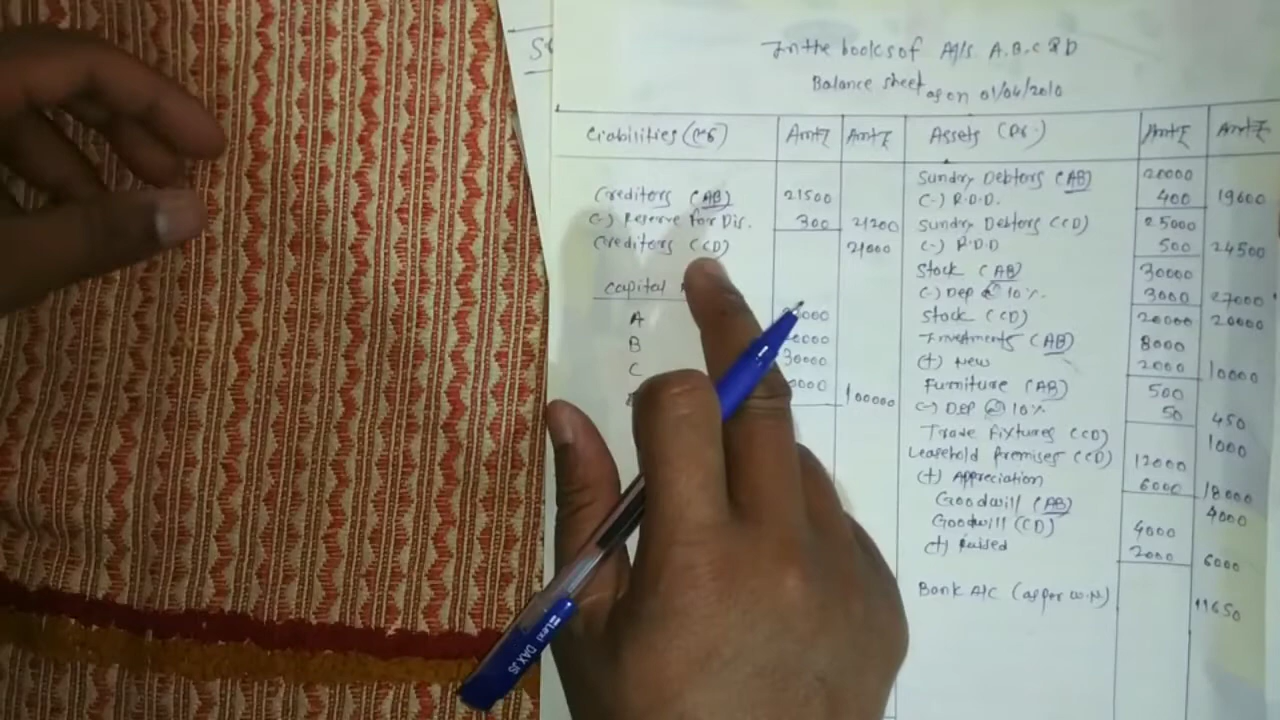 In the books of M/s. A, B, C & D
Balance sheet as on 01/04/2010
Liabilities (Rs) Amt₹ Amt₹
Creditors (AB) 21500
(-) Reserve for Dis. 300 21200
Creditors (CD) 21000
Capital
A
B
C 30000
100000
Assets (Rs.) Amt₹ Amt₹
Sundry Debtors (AB) 20000
(-) R.D.D. 400 19600
Sundry Debtors (CD) 25000
(-) R.D.D 500 24500
Stock (AB) 30000
(-) Dep @ 10%. 3000 27000
Stock (CD) 20000 20000
Investments (AB) 8000
(+) New 2000 10000
Furniture (AB) 500
(-) Dep @ 10% 50 450
Trade Fixtures (CD) 1000
Leasehold Premises (CD) 12000
(+) Appreciation 6000 18000
Goodwill (AB) 4000
Goodwill (CD) 4000
(+) Raised 2000 6000
Bank A/c (as per W.N) 11650
Lexi DAX JS